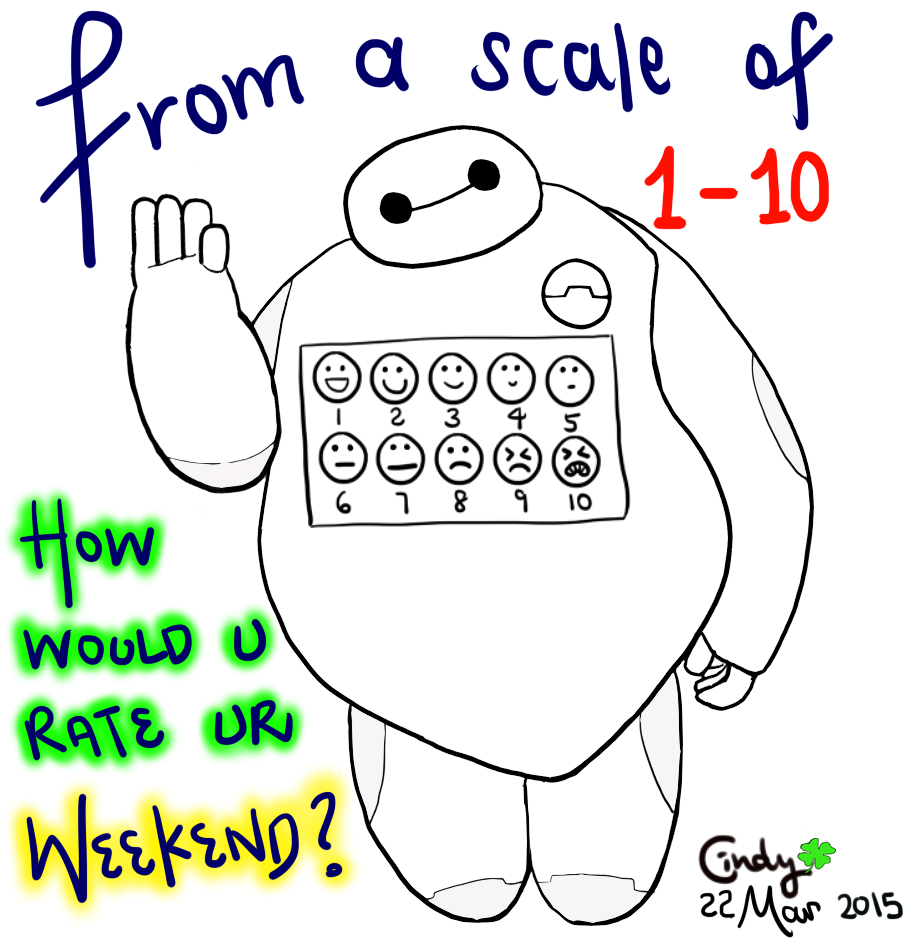 from a scale of
1-10
1 2 3 4 5
6 7 8 9 10
HOW
WOULD U
RATE UR
WEEKEND?
Cindy
22 Mar 2015